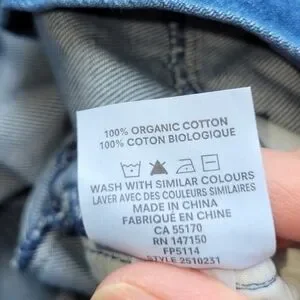 100% ORGANIC COTTON
100% COTON BIOLOGIQUE
WASH WITH SIMILAR COLOURS
LAVER AVEC DES COULEURS SIMILAIRES
MADE IN CHINA
FABRIQUÉ EN CHINE
CA 55170
RN 147150
FP5114
STYLE 2510231